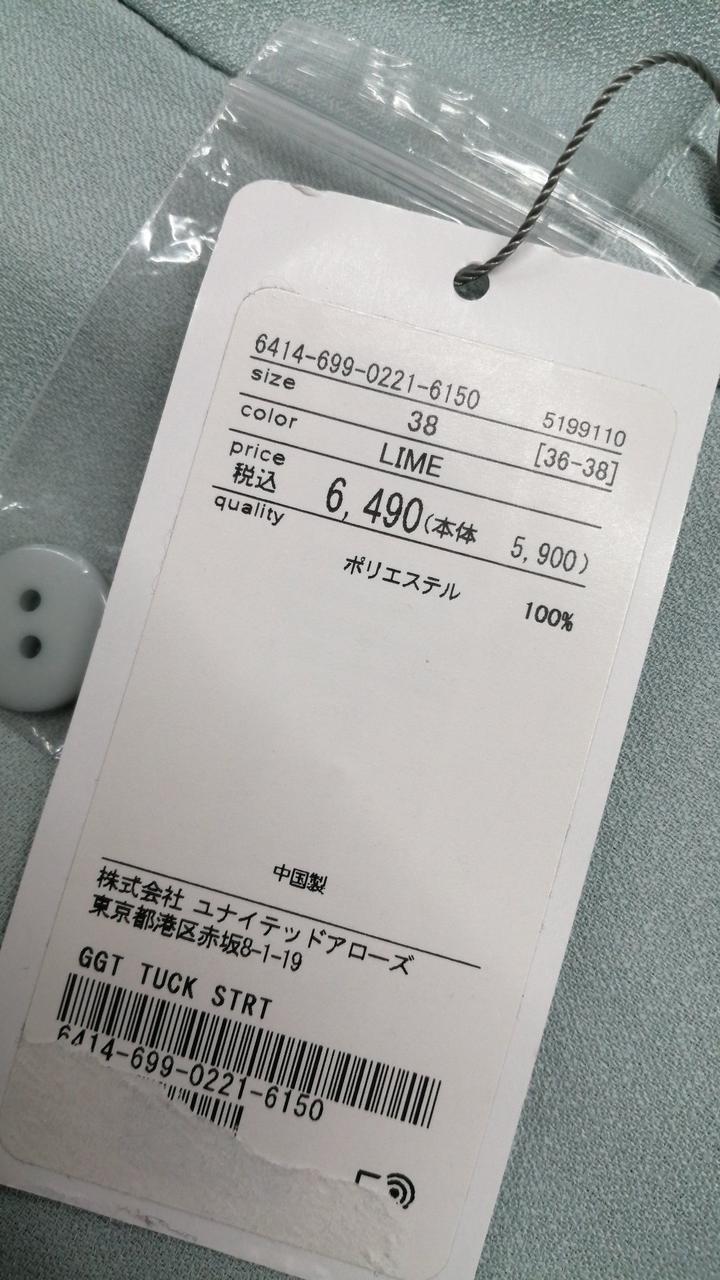 6414-699-0221-6150
size 38 5199110
color LIME [36-38]
price
税込 6,490(本体 5,900)
quality
ポリエステル 100%
中国製
株式会社 ユナイテッドアローズ
東京都港区赤坂8-1-19
GGT TUCK STRT
6414-699-0221-6150